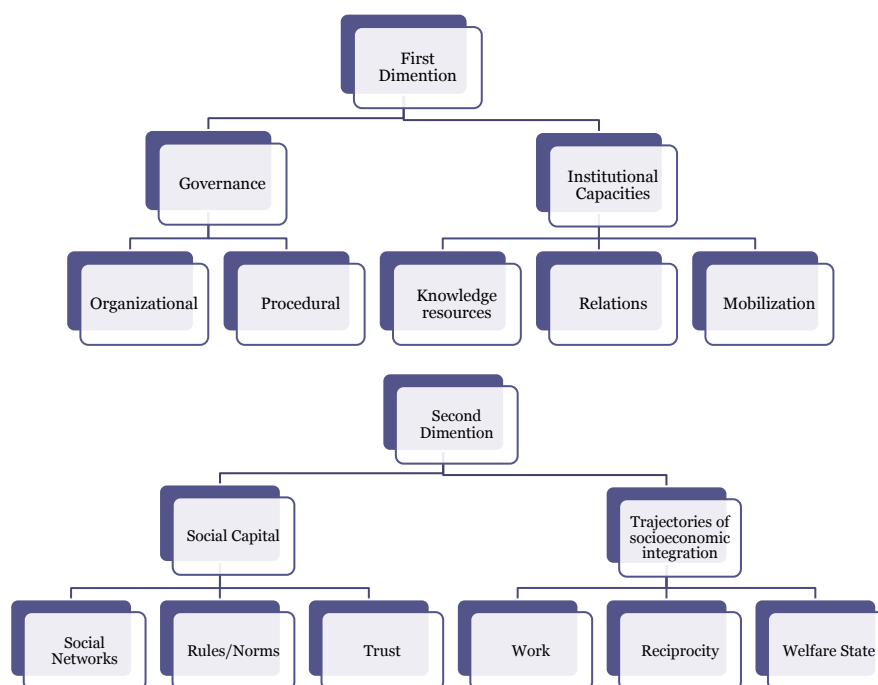 First
Dimention
Governance
Institutional
Capacities
Organizational
Procedural
Knowledge
resources
Relations
Mobilization
Second
Dimention
Social Capital
Trajectories of
socioeconomic
integration
Social
Networks
Rules/Norms
Trust
Work
Reciprocity
Welfare State